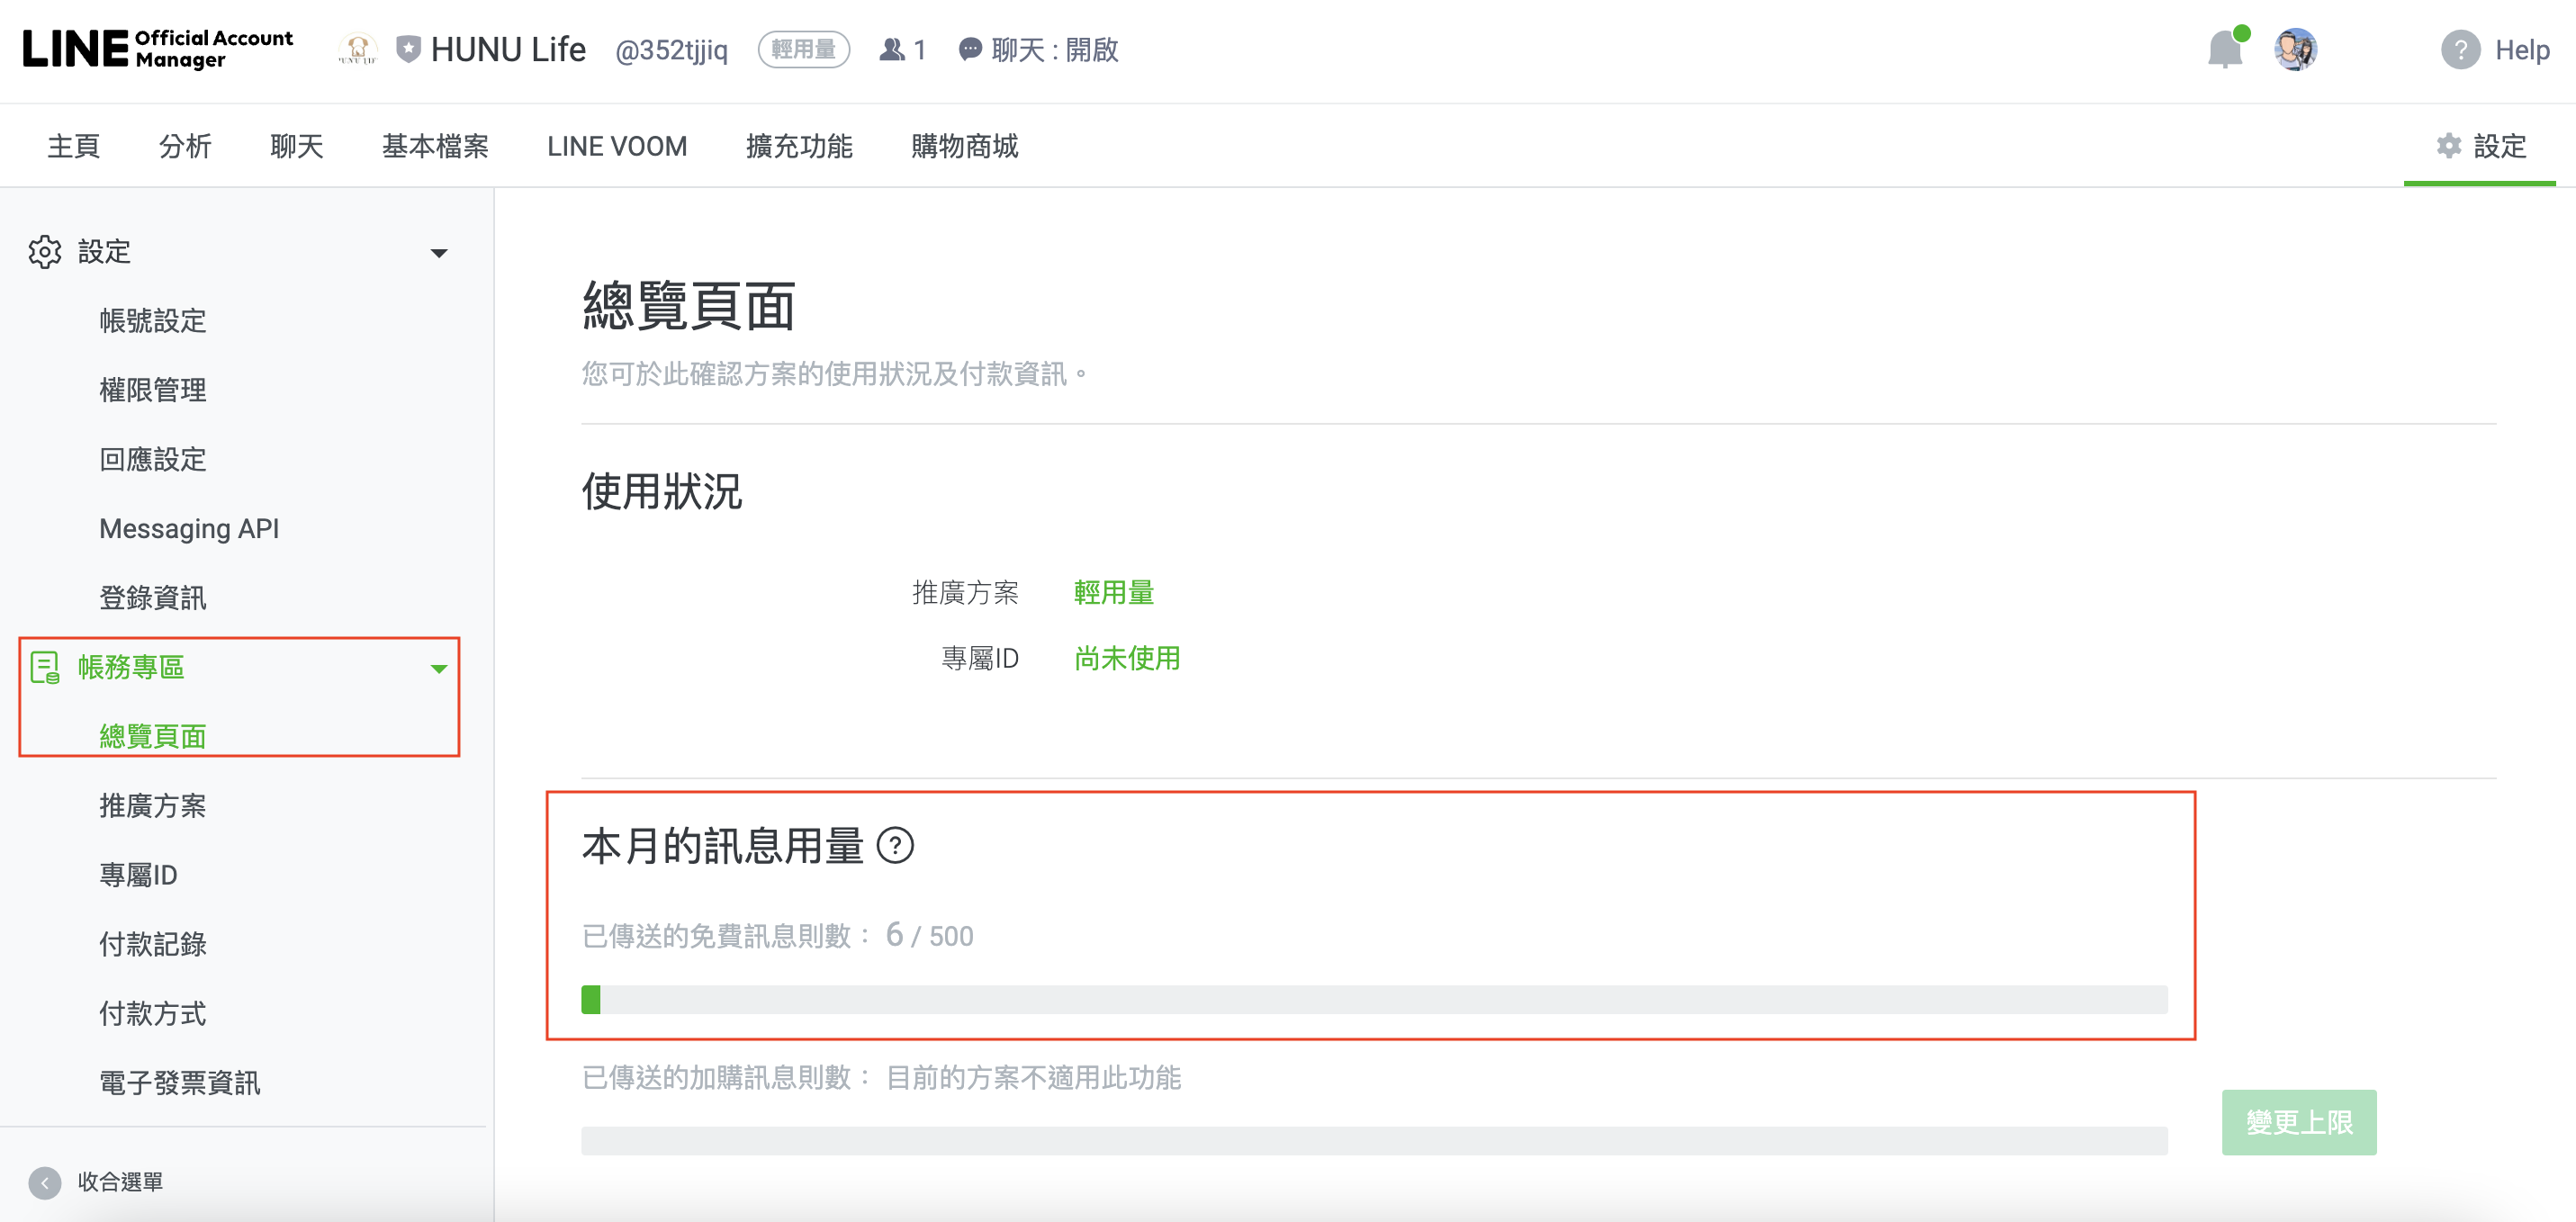 LINE Official Account Manager
HUNU Life @352tjjiq 輕用量 1 聊天 : 開啟
Help
主頁 分析 聊天 基本檔案 LINE VOOM 擴充功能 購物商城 設定
設定
帳號設定
權限管理
回應設定
Messaging API
登錄資訊
帳務專區
總覽頁面
推廣方案
專屬ID
付款記錄
付款方式
電子發票資訊
收合選單
總覽頁面
您可於此確認方案的使用狀況及付款資訊。
使用狀況
推廣方案 輕用量
專屬ID 尚未使用
本月的訊息用量 ?
已傳送的免費訊息則數： 6 / 500
已傳送的加購訊息則數： 目前的方案不適用此功能
變更上限